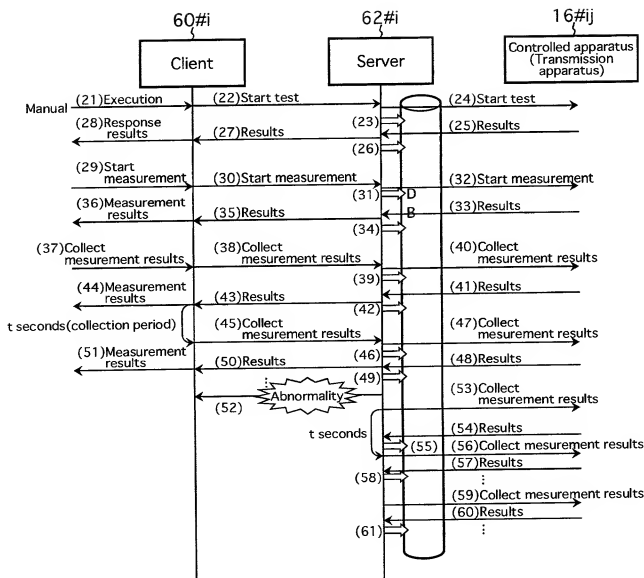 60#i
62#i
16#ij
Client
Server
Controlled apparatus
(Transmission
apparatus)
Manual
(21)Execution
(22)Start test
(24)Start test
(23)
(28)Response
results
(27)Results
(25)Results
(26)
(29)Start
measurement
(30)Start measurement
(32)Start measurement
(31)
D
(36)Measurement
results
(35)Results
B
(33)Results
(34)
(37)Collect
mesurement results
(38)Collect
mesurement results
(40)Collect
mesurement results
(39)
(44)Measurement
results
(43)Results
(41)Results
(42)
t seconds(collection period)
(45)Collect
mesurement results
(47)Collect
mesurement results
(46)
(51)Measurement
results
(50)Results
(48)Results
(49)
(53)Collect
mesurement results
Abnormality
(52)
t seconds
(54)Results
(55)
(56)Collect mesurement results
(57)Results
(58)
(59)Collect mesurement results
(60)Results
(61)